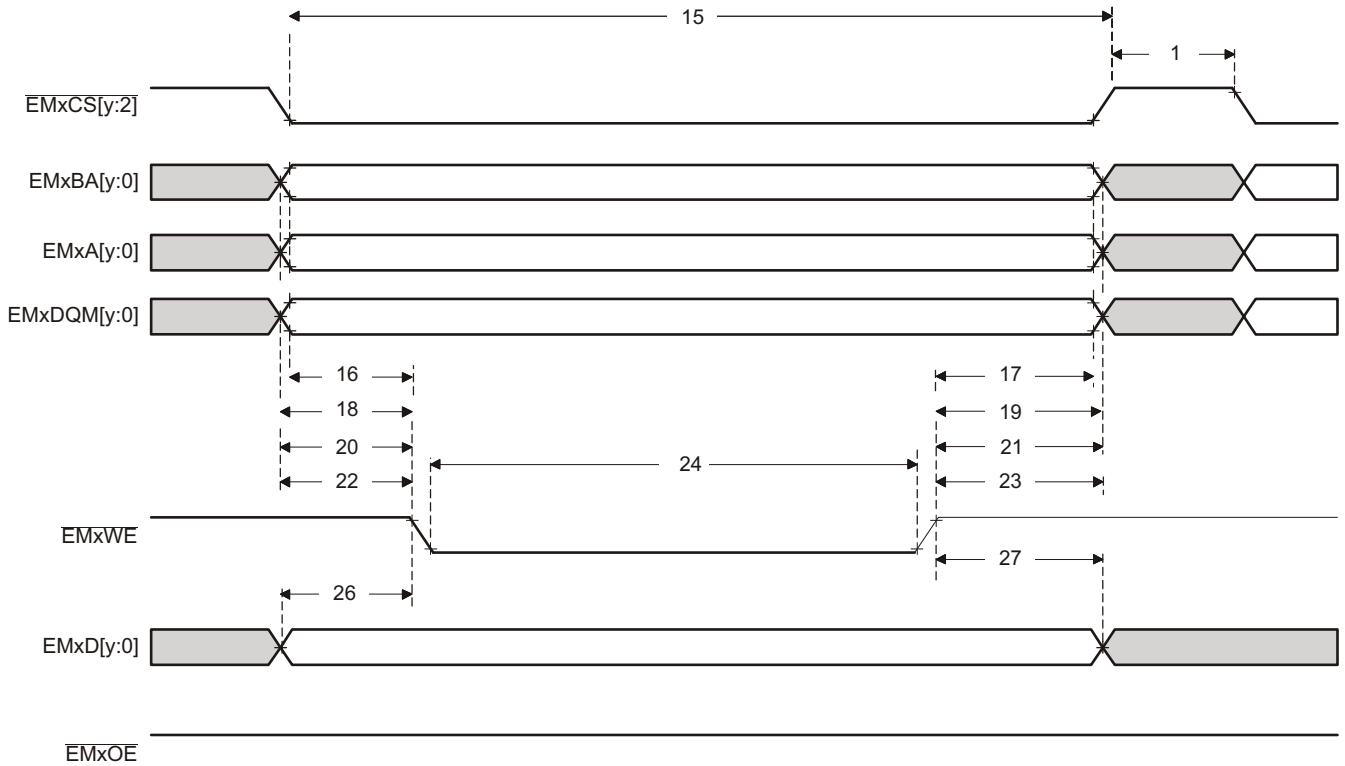 15
1
EMxCS[y:2]
EMxBA[y:0]
EMxA[y:0]
EMxDQM[y:0]
16 17
18 19
20 21
24
22 23
EMxWE
27
26
EMxD[y:0]
EMxOE